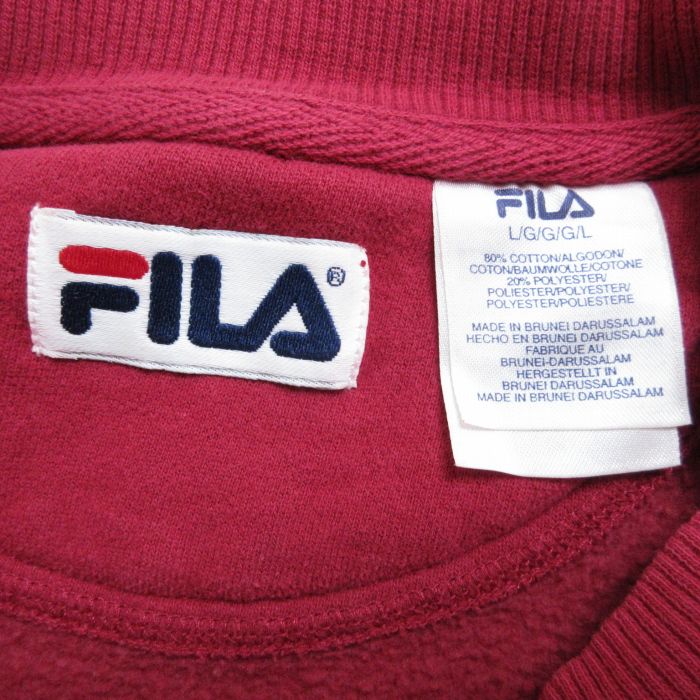 FILA®
FILA
L/G/G/G/L
80% COTTON/ALGODON/
COTON/BAUMWOLLE/COTONE
20% POLYESTER/
POLIESTER/POLYESTER/
POLYESTER/POLIESTERE
MADE IN BRUNEI DARUSSALAM
HECHO EN BRUNEI DARUSSALAM
FABRIQUE AU
BRUNEI-DARUSSALAM
HERGESTELLT IN
BRUNEI DARUSSALAM
MADE IN BRUNEI DARUSSALAM